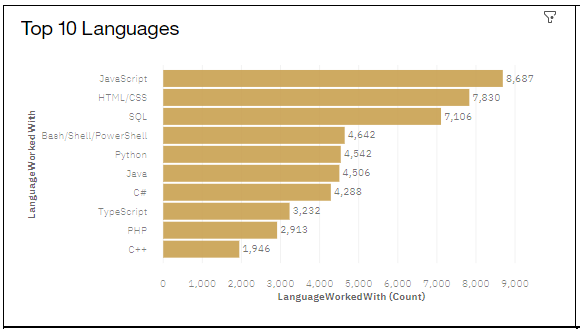 Top 10 Languages
LanguageWorkedWith
JavaScript 8,687
HTML/CSS 7,830
SQL 7,106
Bash/Shell/PowerShell 4,642
Python 4,542
Java 4,506
C# 4,288
TypeScript 3,232
PHP 2,913
C++ 1,946
0 1,000 2,000 3,000 4,000 5,000 6,000 7,000 8,000 9,000
LanguageWorkedWith (Count)